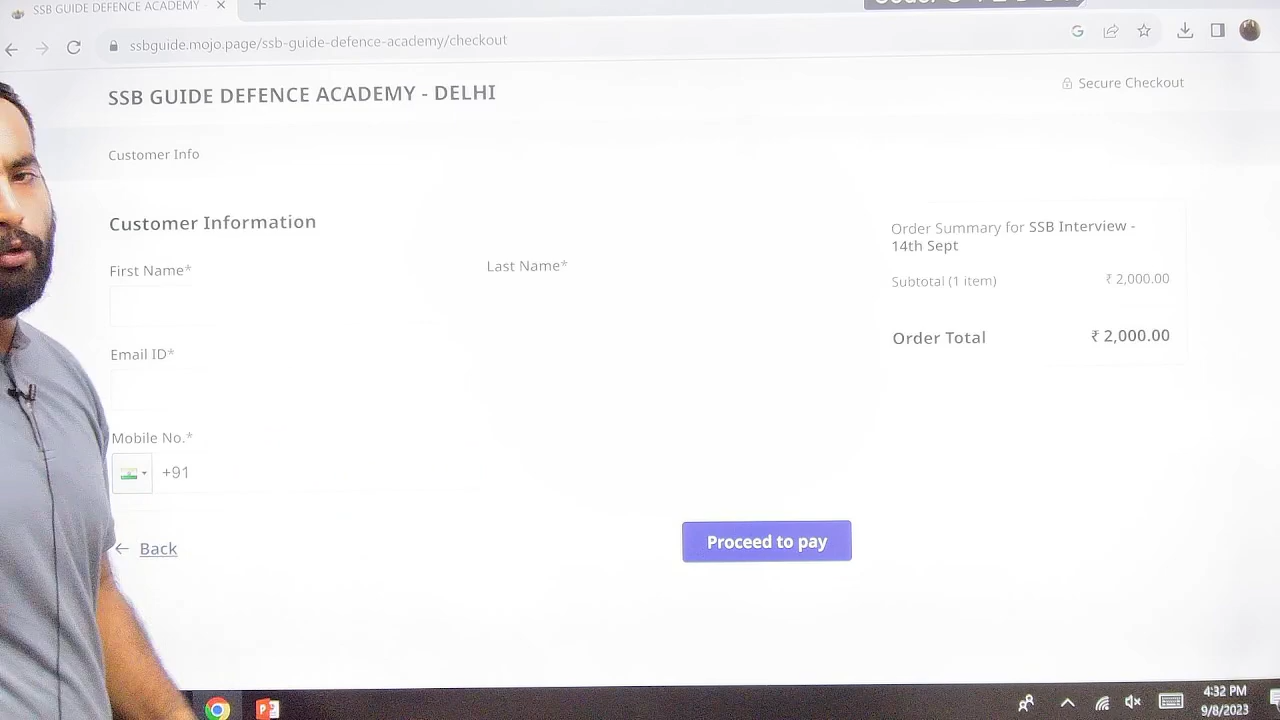 SSB GUIDE DEFENCE ACADEMY
ssbguide.mojo.page/ssb-guide-defence-academy/checkout
SSB GUIDE DEFENCE ACADEMY - DELHI
Secure Checkout
Customer Info
Customer Information
First Name*
Last Name*
Email ID*
Mobile No.*
+91
Back
Proceed to pay
Order Summary for SSB Interview -
14th Sept
Subtotal (1 item) ₹ 2,000.00
Order Total ₹ 2,000.00
4:32 PM
9/8/2023